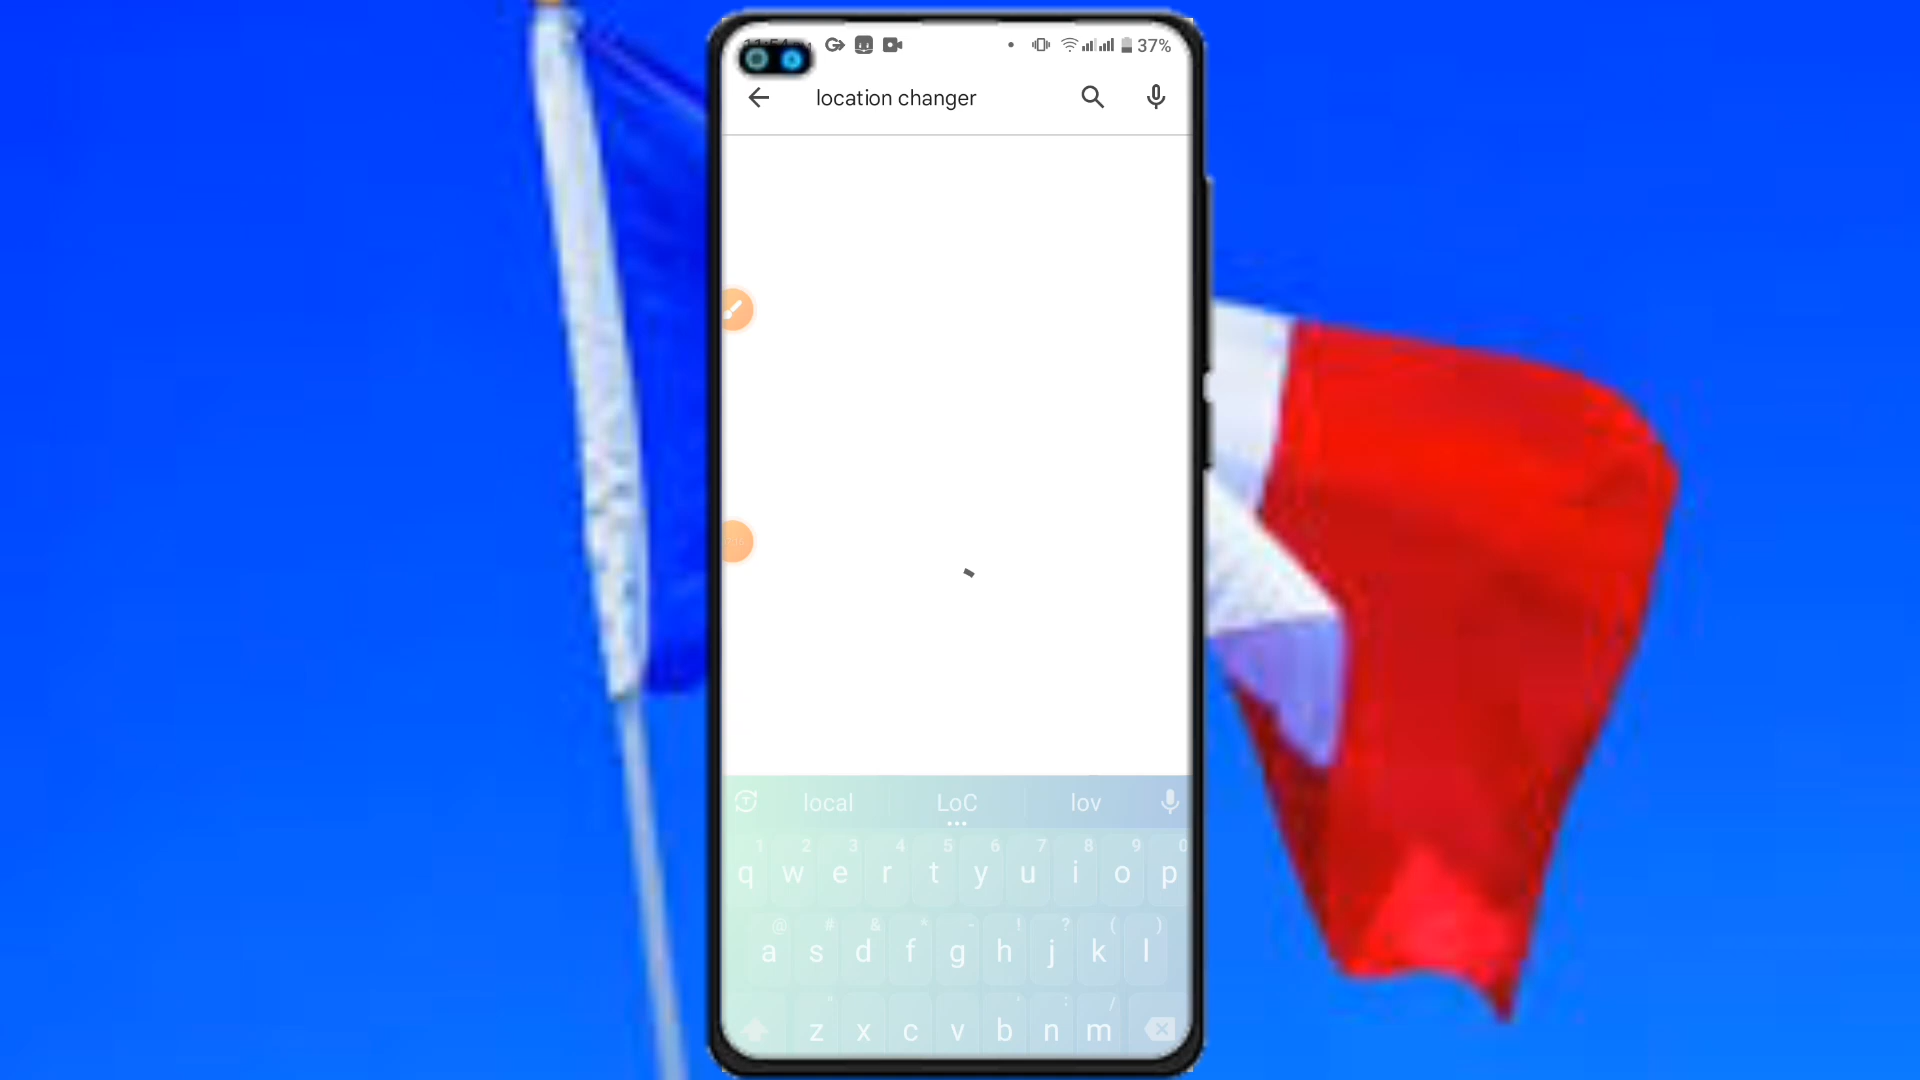 37%
location changer
local LoC lov
1 2 3 4 5 6 7 8 9 0
q w e r t y u i o p
@ # & * - ! ? ( )
a s d f g h j k l
" ' : /
z x c v b n m